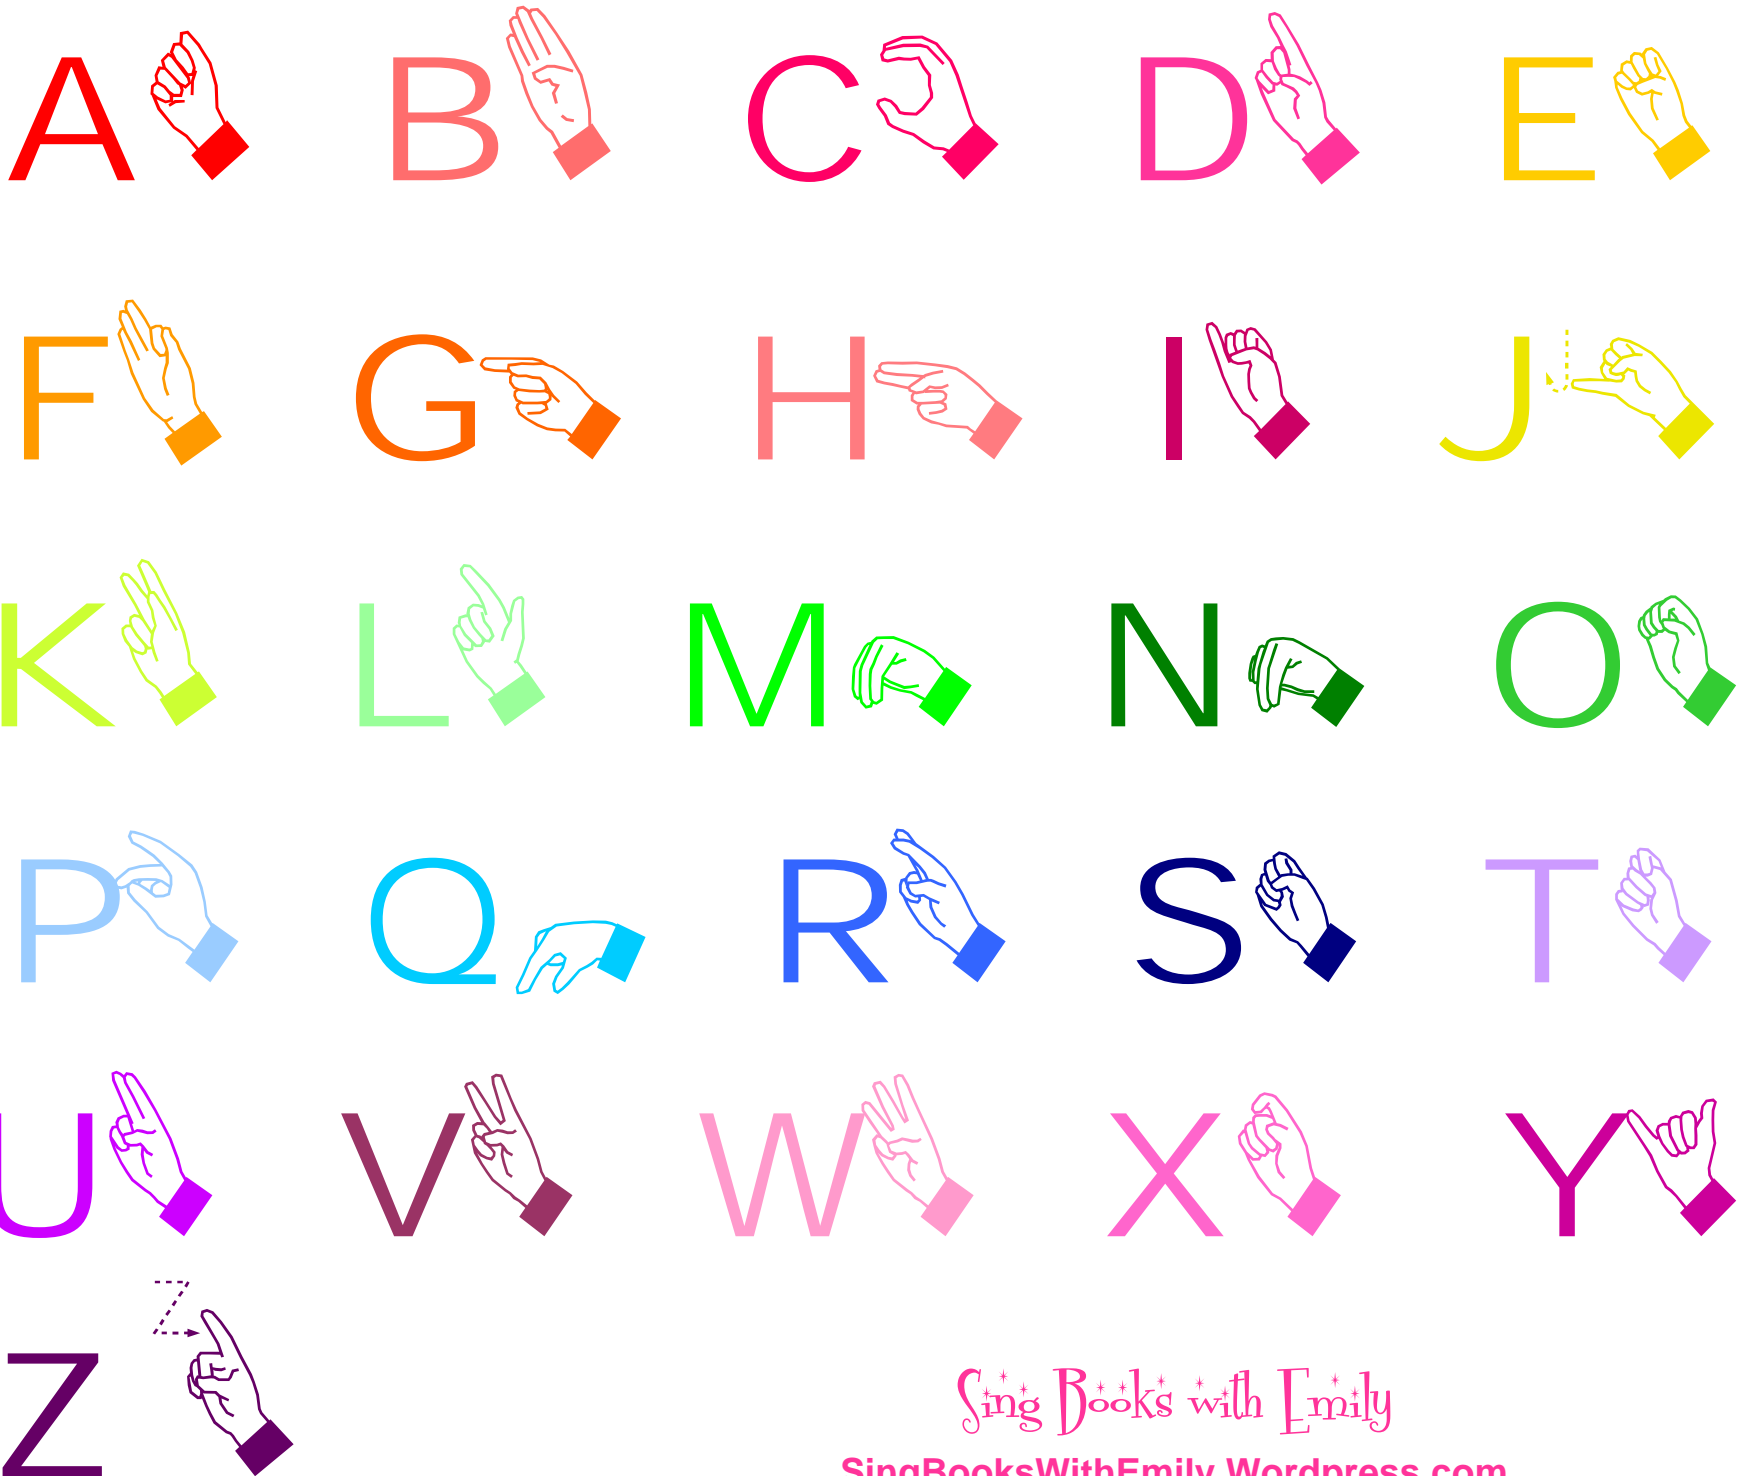 A B C D E
F G H I J
K L M N O
P Q R S T
U V W X Y
Z
Sing Books with Emily
SingBooksWithEmily.Wordpress.com